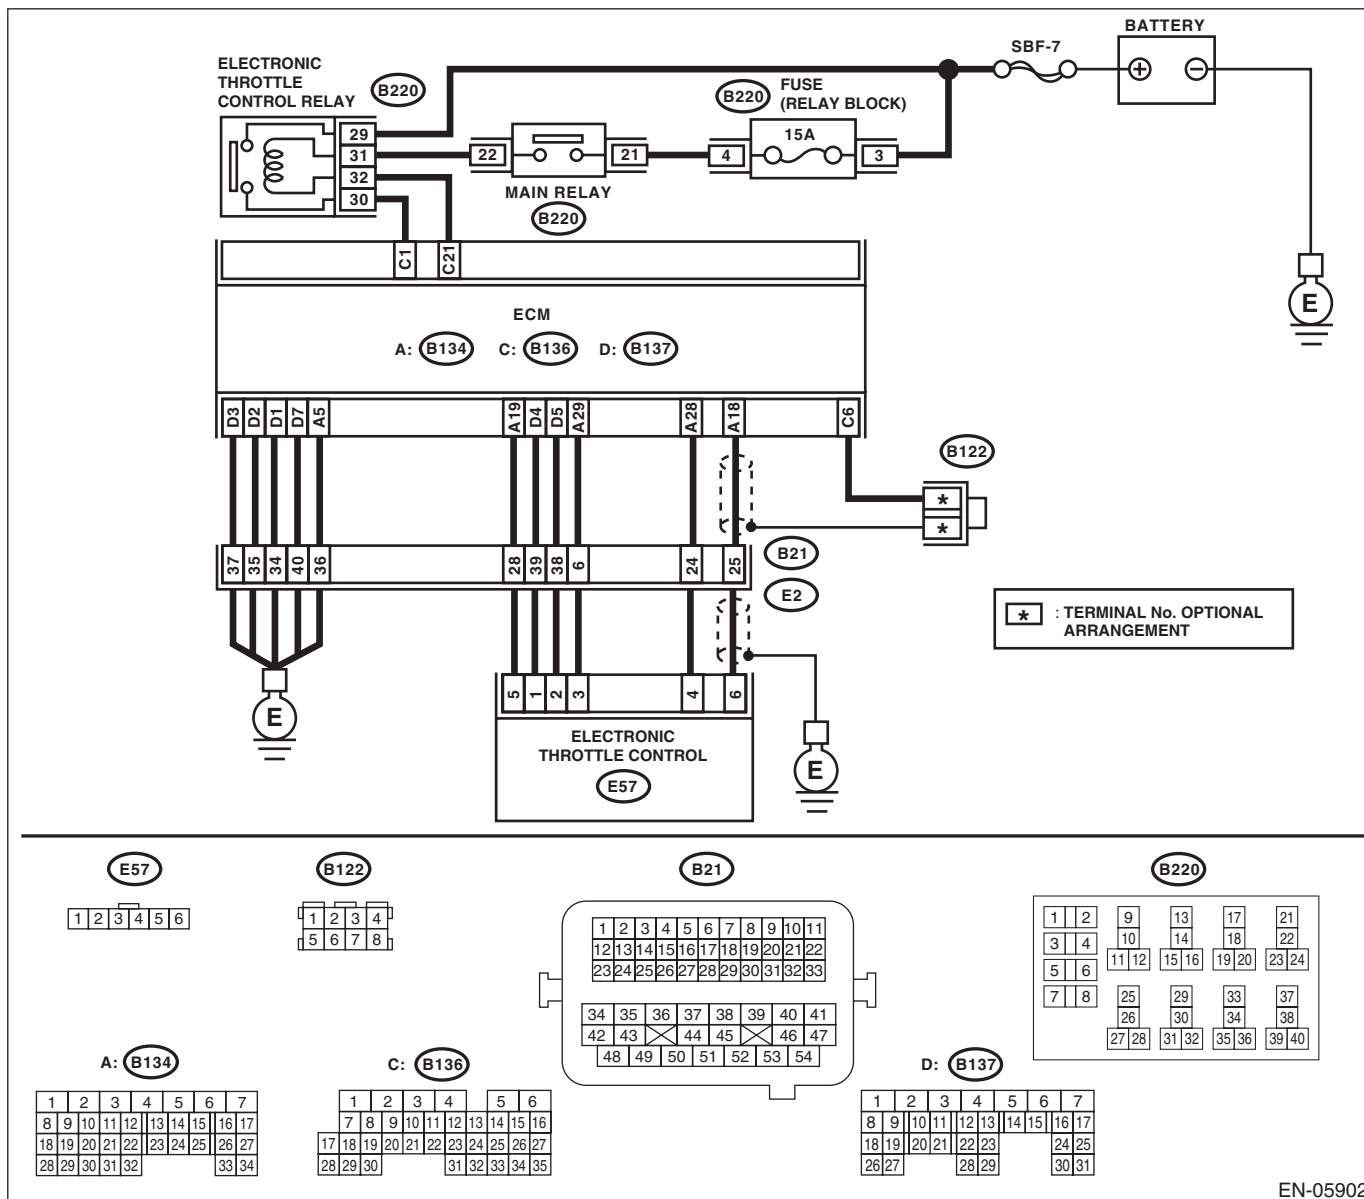 BATTERY
SBF-7
+ −
ELECTRONIC
THROTTLE
CONTROL RELAY
B220
B220
FUSE
(RELAY BLOCK)
15A
29
31
32
30
22
21
4
3
MAIN RELAY
B220
E
C1 C21
ECM
A: B134 C: B136 D: B137
D3 D2 D1 D7 A5 A19 D4 D5 A29 A28 A18 C6
B122
*
*
B21
37 35 34 40 36 28 39 38 6 24 25
E2
* : TERMINAL No. OPTIONAL
ARRANGEMENT
5 1 2 3 4 6
E
ELECTRONIC
THROTTLE CONTROL
E57
E
E57
1 2 3 4 5 6
B122
1 2 3 4
5 6 7 8
B21
1 2 3 4 5 6 7 8 9 10 11
12 13 14 15 16 17 18 19 20 21 22
23 24 25 26 27 28 29 30 31 32 33
34 35 36 37 38 39 40 41
42 43 44 45 46 47
48 49 50 51 52 53 54
B220
1 2 9 13 17 21
3 4 10 14 18 22
5 6 11 12 15 16 19 20 23 24
7 8 25 29 33 37
26 30 34 38
27 28 31 32 35 36 39 40
A: B134
1 2 3 4 5 6 7
8 9 10 11 12 13 14 15 16 17
18 19 20 21 22 23 24 25 26 27
28 29 30 31 32 33 34
C: B136
1 2 3 4 5 6
7 8 9 10 11 12 13 14 15 16
17 18 19 20 21 22 23 24 25 26 27
28 29 30 31 32 33 34 35
D: B137
1 2 3 4 5 6 7
8 9 10 11 12 13 14 15 16 17
18 19 20 21 22 23 24 25
26 27 28 29 30 31
EN-05902